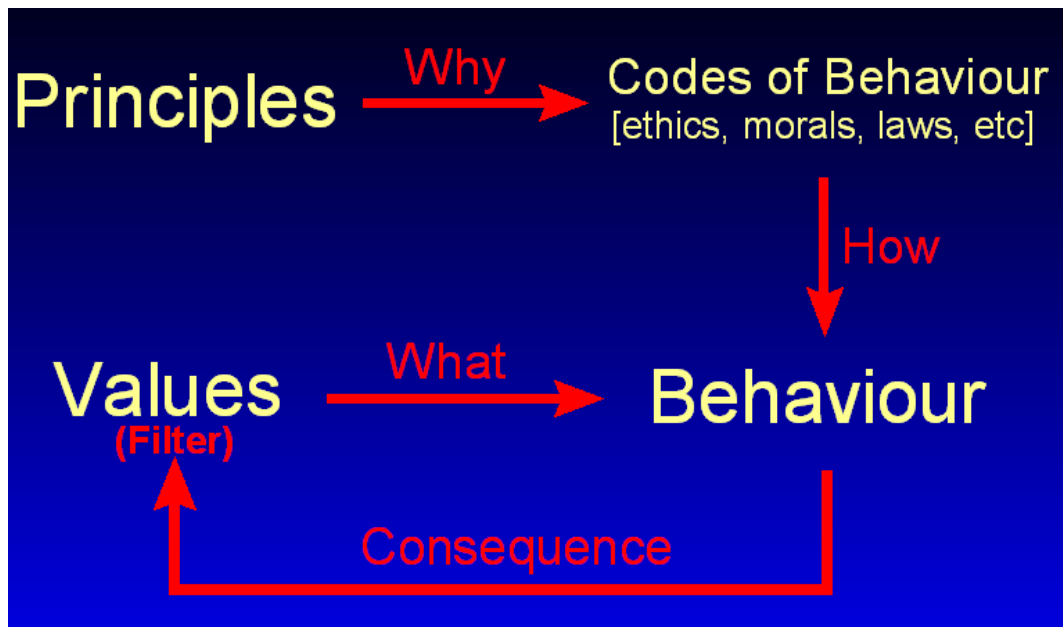 Principles
Why
Codes of Behaviour
[ethics, morals, laws, etc]
How
Values
(Filter)
What
Behaviour
Consequence